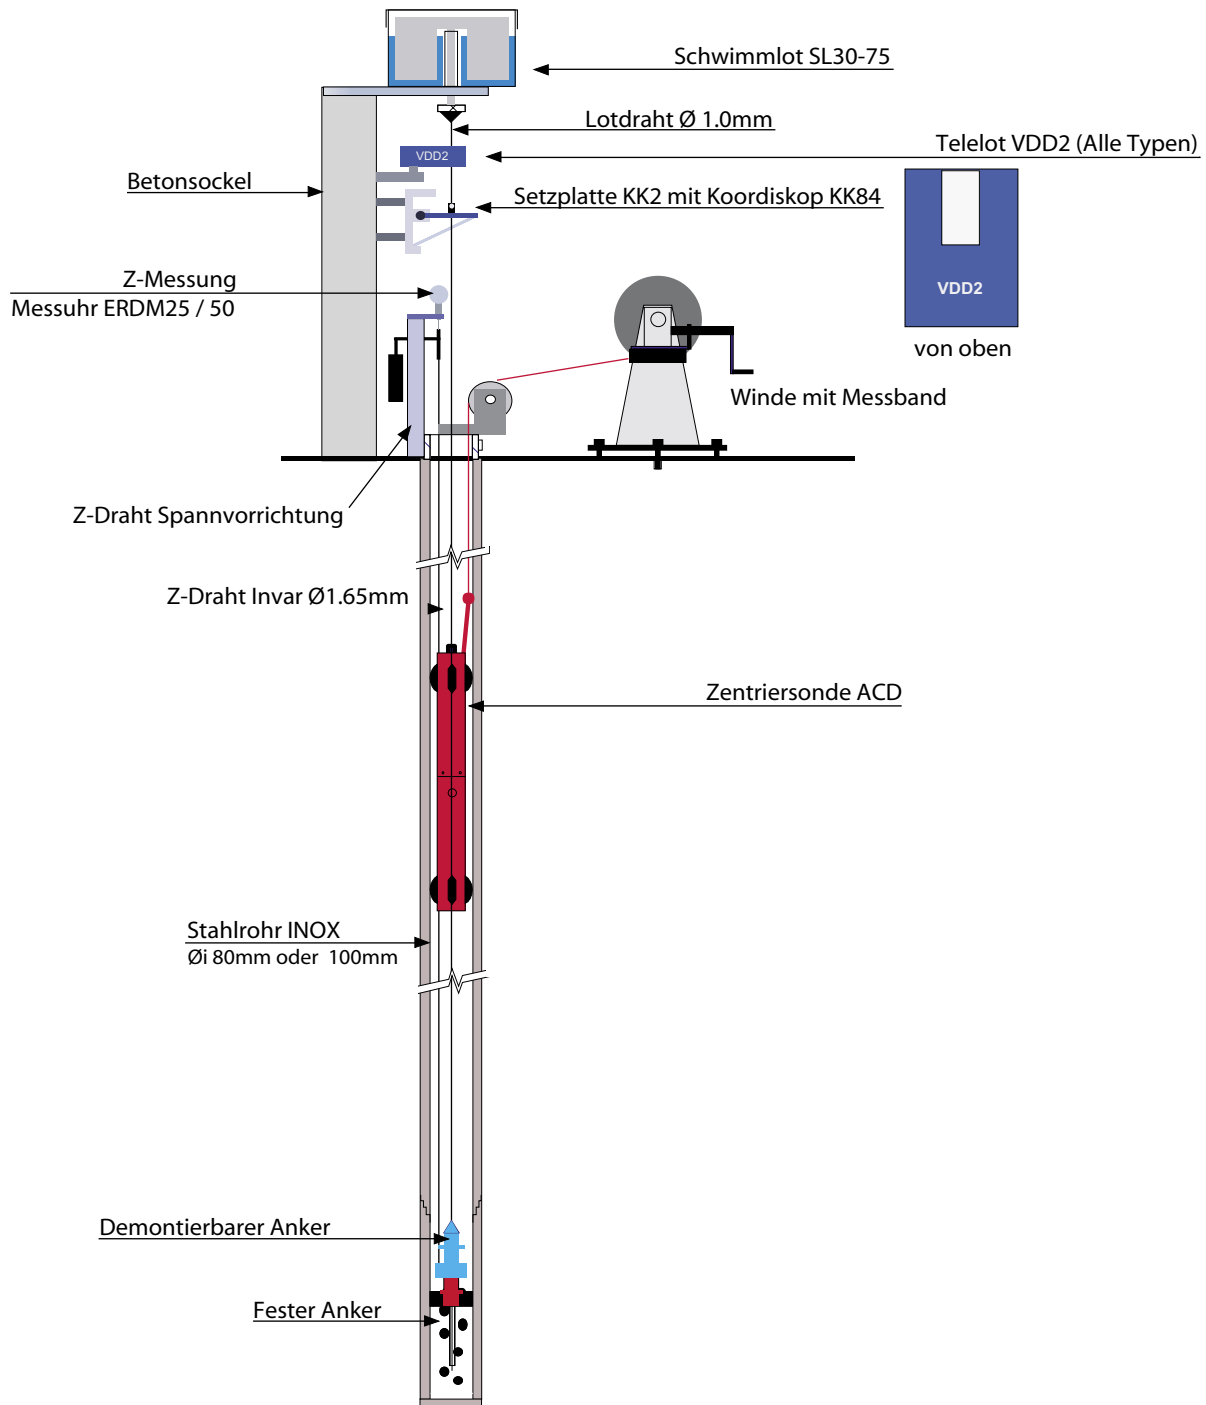 Schwimmlot SL30-75
Lotdraht Ø 1.0mm
Telelot VDD2 (Alle Typen)
VDD2
Betonsockel
Setzplatte KK2 mit Koordiskop KK84
Z-Messung
Messuhr ERDM25 / 50
VDD2
von oben
Winde mit Messband
Z-Draht Spannvorrichtung
Z-Draht Invar Ø1.65mm
Zentriersonde ACD
Stahlrohr INOX
Øi 80mm oder 100mm
Demontierbarer Anker
Fester Anker